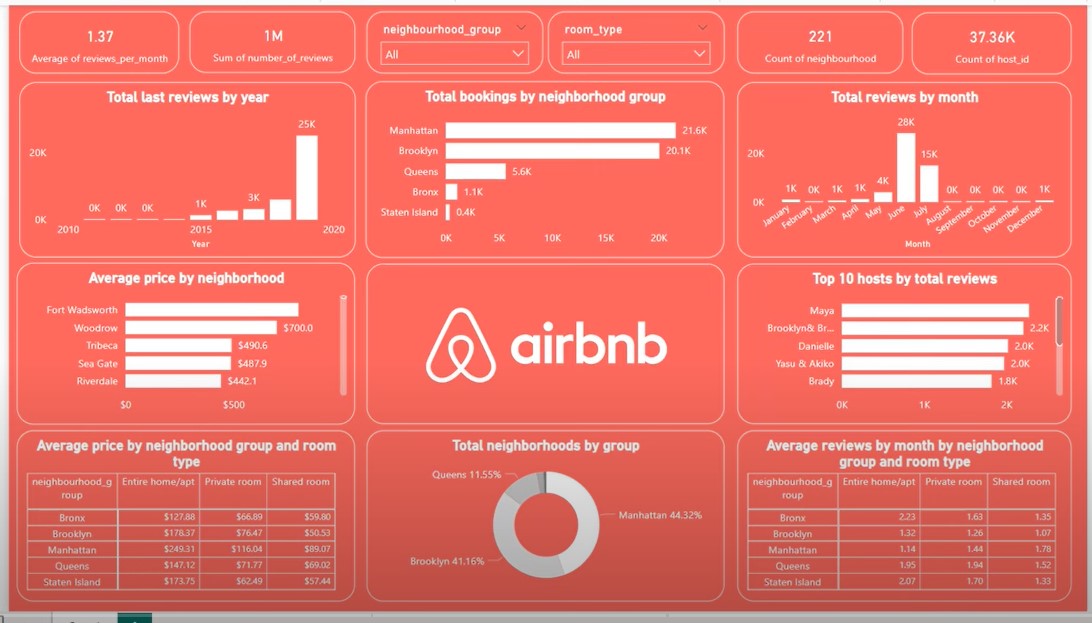 1.37
Average of reviews_per_month
1M
Sum of number_of_reviews
neighbourhood_group
All
room_type
All
221
Count of neighbourhood
37.36K
Count of host_id
Total last reviews by year
20K
0K
0K 0K 0K 1K 3K 25K
2010 2015 2020
Year
Total bookings by neighborhood group
Manhattan 21.6K
Brooklyn 20.1K
Queens 5.6K
Bronx 1.1K
Staten Island 0.4K
0K 5K 10K 15K 20K
Total reviews by month
20K
0K
1K 0K 1K 1K 4K 28K 15K 0K 0K 0K 0K 1K
January February March April May June July August September October November December
Month
Average price by neighborhood
Fort Wadsworth
Woodrow $700.0
Tribeca $490.6
Sea Gate $487.9
Riverdale $442.1
$0 $500
airbnb
Top 10 hosts by total reviews
Maya
Brooklyn& Br... 2.2K
Danielle 2.0K
Yasu & Akiko 2.0K
Brady 1.8K
0K 1K 2K
Average price by neighborhood group and room
type
neighbourhood_g Entire home/apt Private room Shared room
roup
Bronx $127.88 $66.89 $59.80
Brooklyn $178.37 $76.47 $50.53
Manhattan $249.31 $116.04 $89.07
Queens $147.12 $71.77 $69.02
Staten Island $173.75 $62.49 $57.44
Total neighborhoods by group
Queens 11.55%
Manhattan 44.32%
Brooklyn 41.16%
Average reviews by month by neighborhood
group and room type
neighbourhood_g Entire home/apt Private room Shared room
roup
Bronx 2.23 1.63 1.35
Brooklyn 1.32 1.26 1.07
Manhattan 1.14 1.44 1.78
Queens 1.95 1.94 1.52
Staten Island 2.07 1.70 1.33